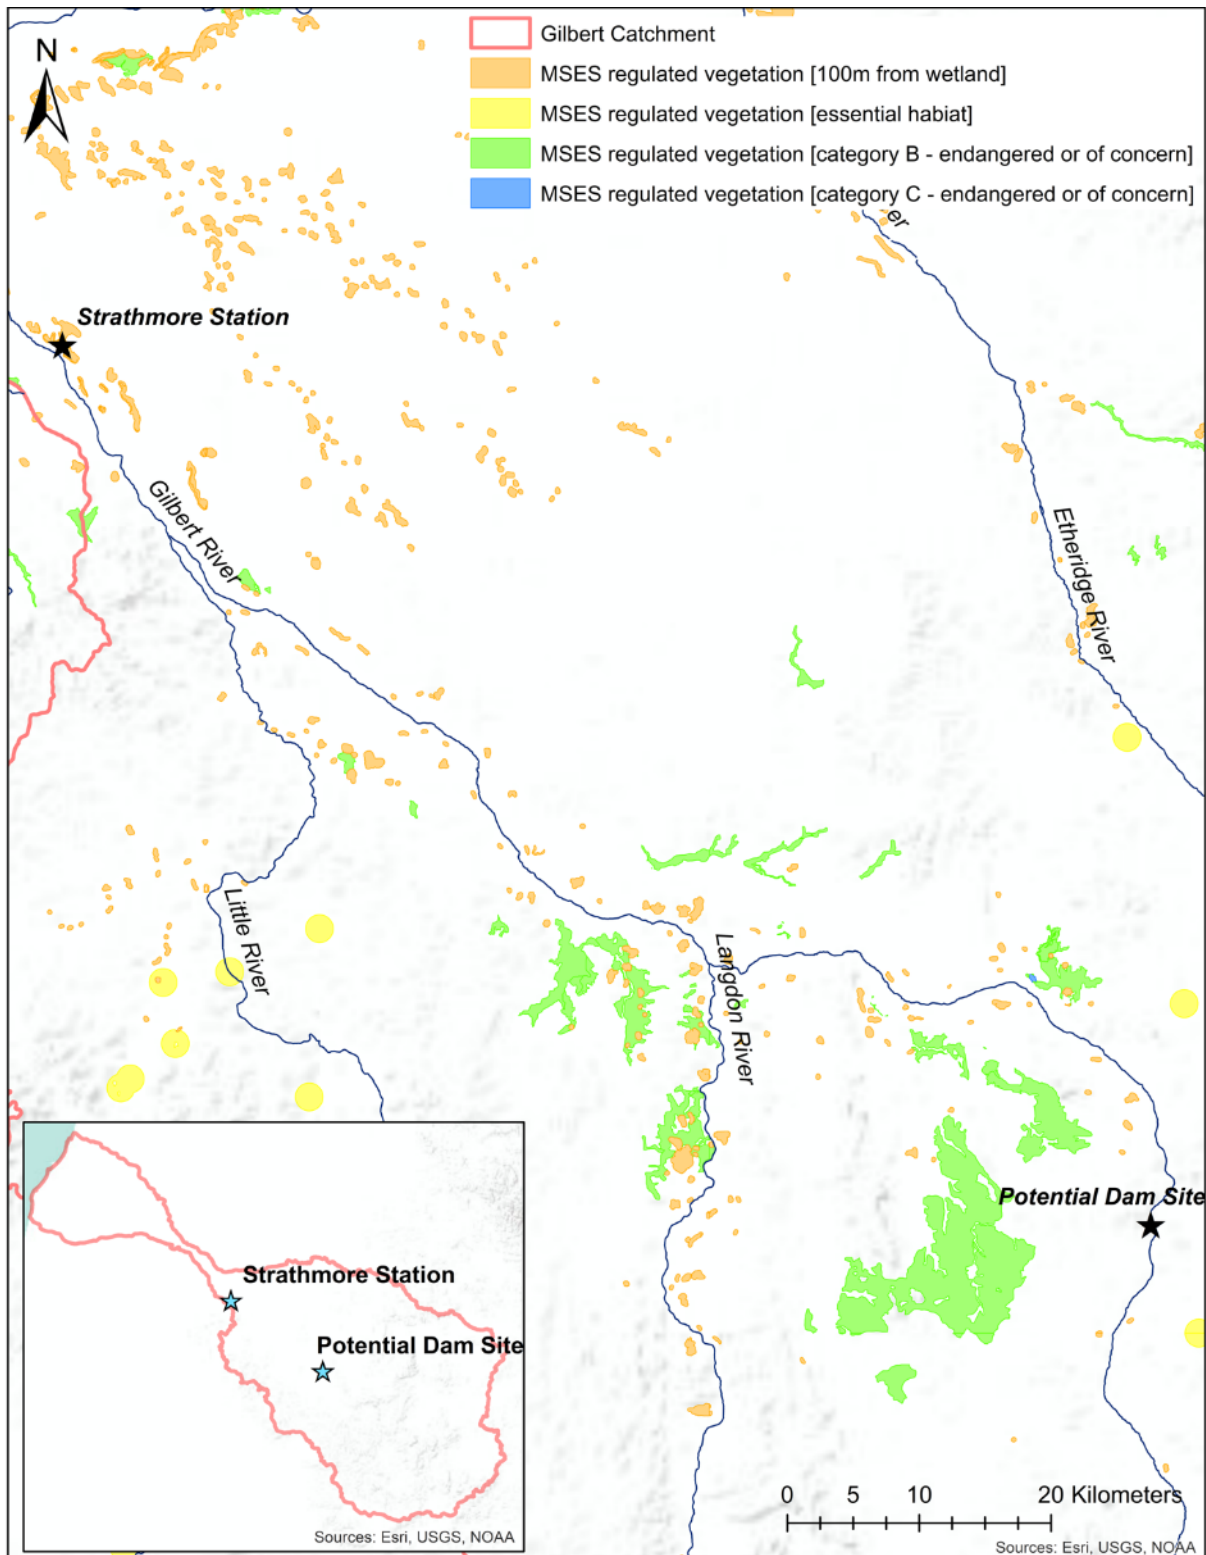 N
Gilbert Catchment
MSES regulated vegetation [100m from wetland]
MSES regulated vegetation [essential habiat]
MSES regulated vegetation [category B - endangered or of concern]
MSES regulated vegetation [category C - endangered or of concern]
er
Strathmore Station
Gilbert River
Etheridge River
Little River
Langdon River
Potential Dam Site
Strathmore Station
Potential Dam Site
Sources: Esri, USGS, NOAA
0 5 10 20 Kilometers
Sources: Esri, USGS, NOAA